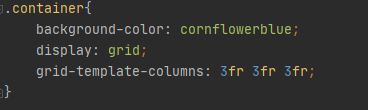 .container{
    background-color: cornflowerblue;
    display: grid;
    grid-template-columns: 3fr 3fr 3fr;
}